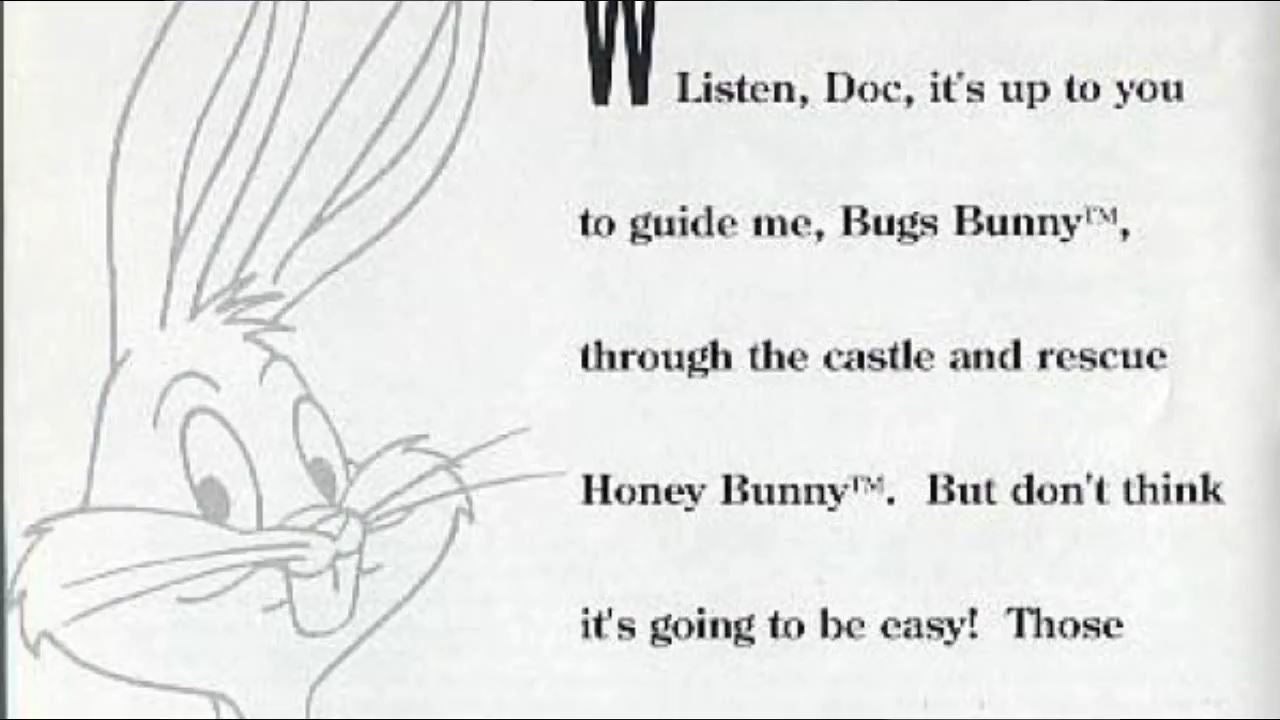 W Listen, Doc, it's up to you
to guide me, Bugs Bunny™,
through the castle and rescue
Honey Bunny™. But don't think
it's going to be easy! Those